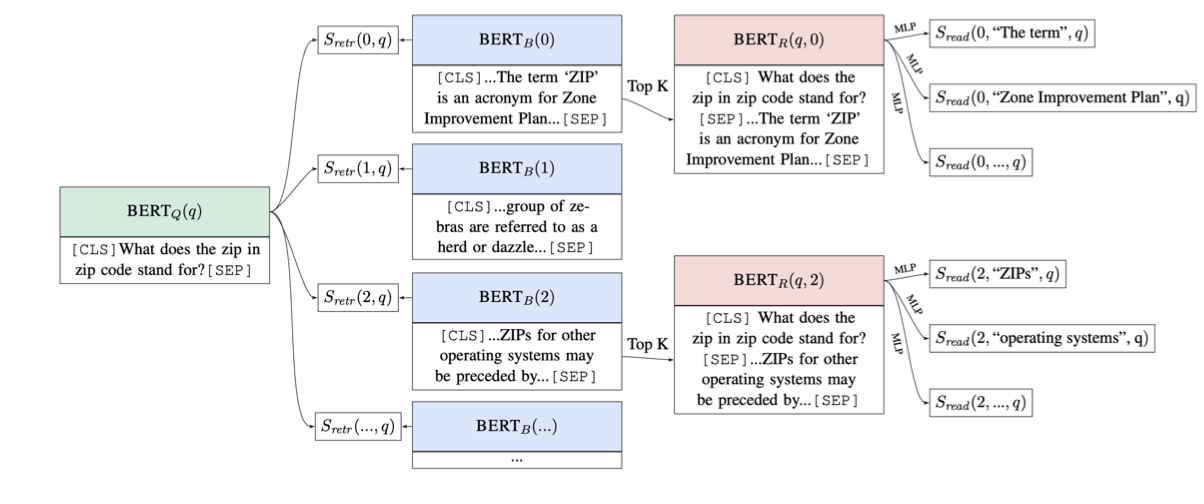 BERT_Q(q)
[CLS] What does the zip in
zip code stand for? [SEP]
S_retr(0, q)
S_retr(1, q)
S_retr(2, q)
S_retr(..., q)
BERT_B(0)
[CLS]...The term ‘ZIP’
is an acronym for Zone
Improvement Plan...[SEP]
BERT_B(1)
[CLS]...group of ze-
bras are referred to as a
herd or dazzle...[SEP]
BERT_B(2)
[CLS]...ZIPs for other
operating systems may
be preceded by...[SEP]
BERT_B(...)
...
Top K
Top K
BERT_R(q, 0)
[CLS] What does the
zip in zip code stand for?
[SEP]...The term ‘ZIP’
is an acronym for Zone
Improvement Plan...[SEP]
MLP
MLP
MLP
S_read(0, “The term”, q)
S_read(0, “Zone Improvement Plan”, q)
S_read(0, ..., q)
BERT_R(q, 2)
[CLS] What does the
zip in zip code stand for?
[SEP]...ZIPs for other
operating systems may
be preceded by...[SEP]
MLP
MLP
MLP
S_read(2, “ZIPs”, q)
S_read(2, “operating systems”, q)
S_read(2, ..., q)